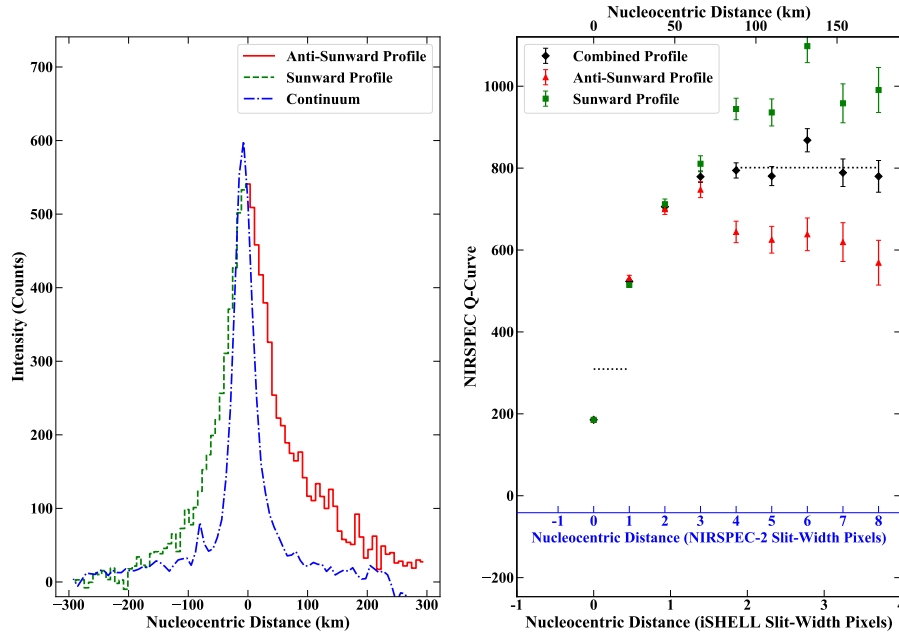 Nucleocentric Distance (km)
0 50 100 150
700
600
500
400
300
200
100
0
Intensity (Counts)
Anti-Sunward Profile
Sunward Profile
Continuum
−300 −200 −100 0 100 200 300
Nucleocentric Distance (km)
1000
800
600
400
200
0
−200
NIRSPEC Q-Curve
Combined Profile
Anti-Sunward Profile
Sunward Profile
-1 0 1 2 3 4 5 6 7 8
Nucleocentric Distance (NIRSPEC-2 Slit-Width Pixels)
-1 0 1 2 3 4
Nucleocentric Distance (iSHELL Slit-Width Pixels)